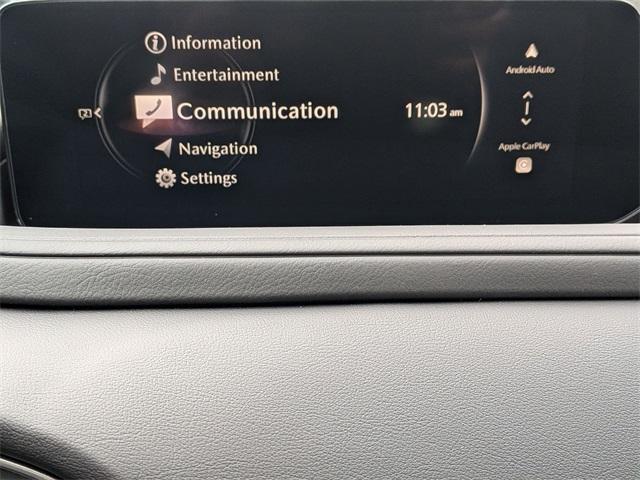 Information
Entertainment
Communication
Navigation
Settings
11:03 am
Android Auto
Apple CarPlay